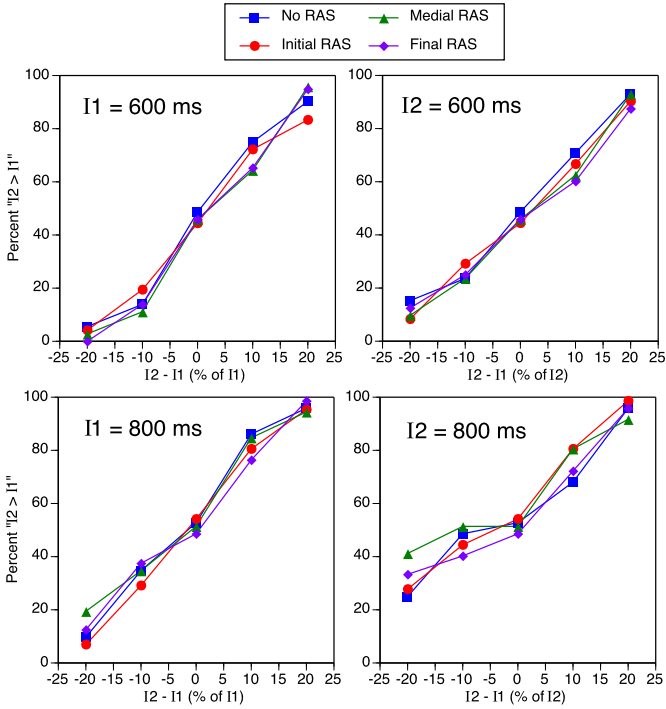 No RAS Medial RAS
Initial RAS Final RAS
I1 = 600 ms
Percent "I2 > I1"
100
80
60
40
20
0
-25 -20 -15 -10 -5 0 5 10 15 20 25
I2 - I1 (% of I1)
I2 = 600 ms
100
80
60
40
20
0
-25 -20 -15 -10 -5 0 5 10 15 20 25
I2 - I1 (% of I2)
I1 = 800 ms
Percent "I2 > I1"
100
80
60
40
20
0
-25 -20 -15 -10 -5 0 5 10 15 20 25
I2 - I1 (% of I1)
I2 = 800 ms
100
80
60
40
20
0
-25 -20 -15 -10 -5 0 5 10 15 20 25
I2 - I1 (% of I2)